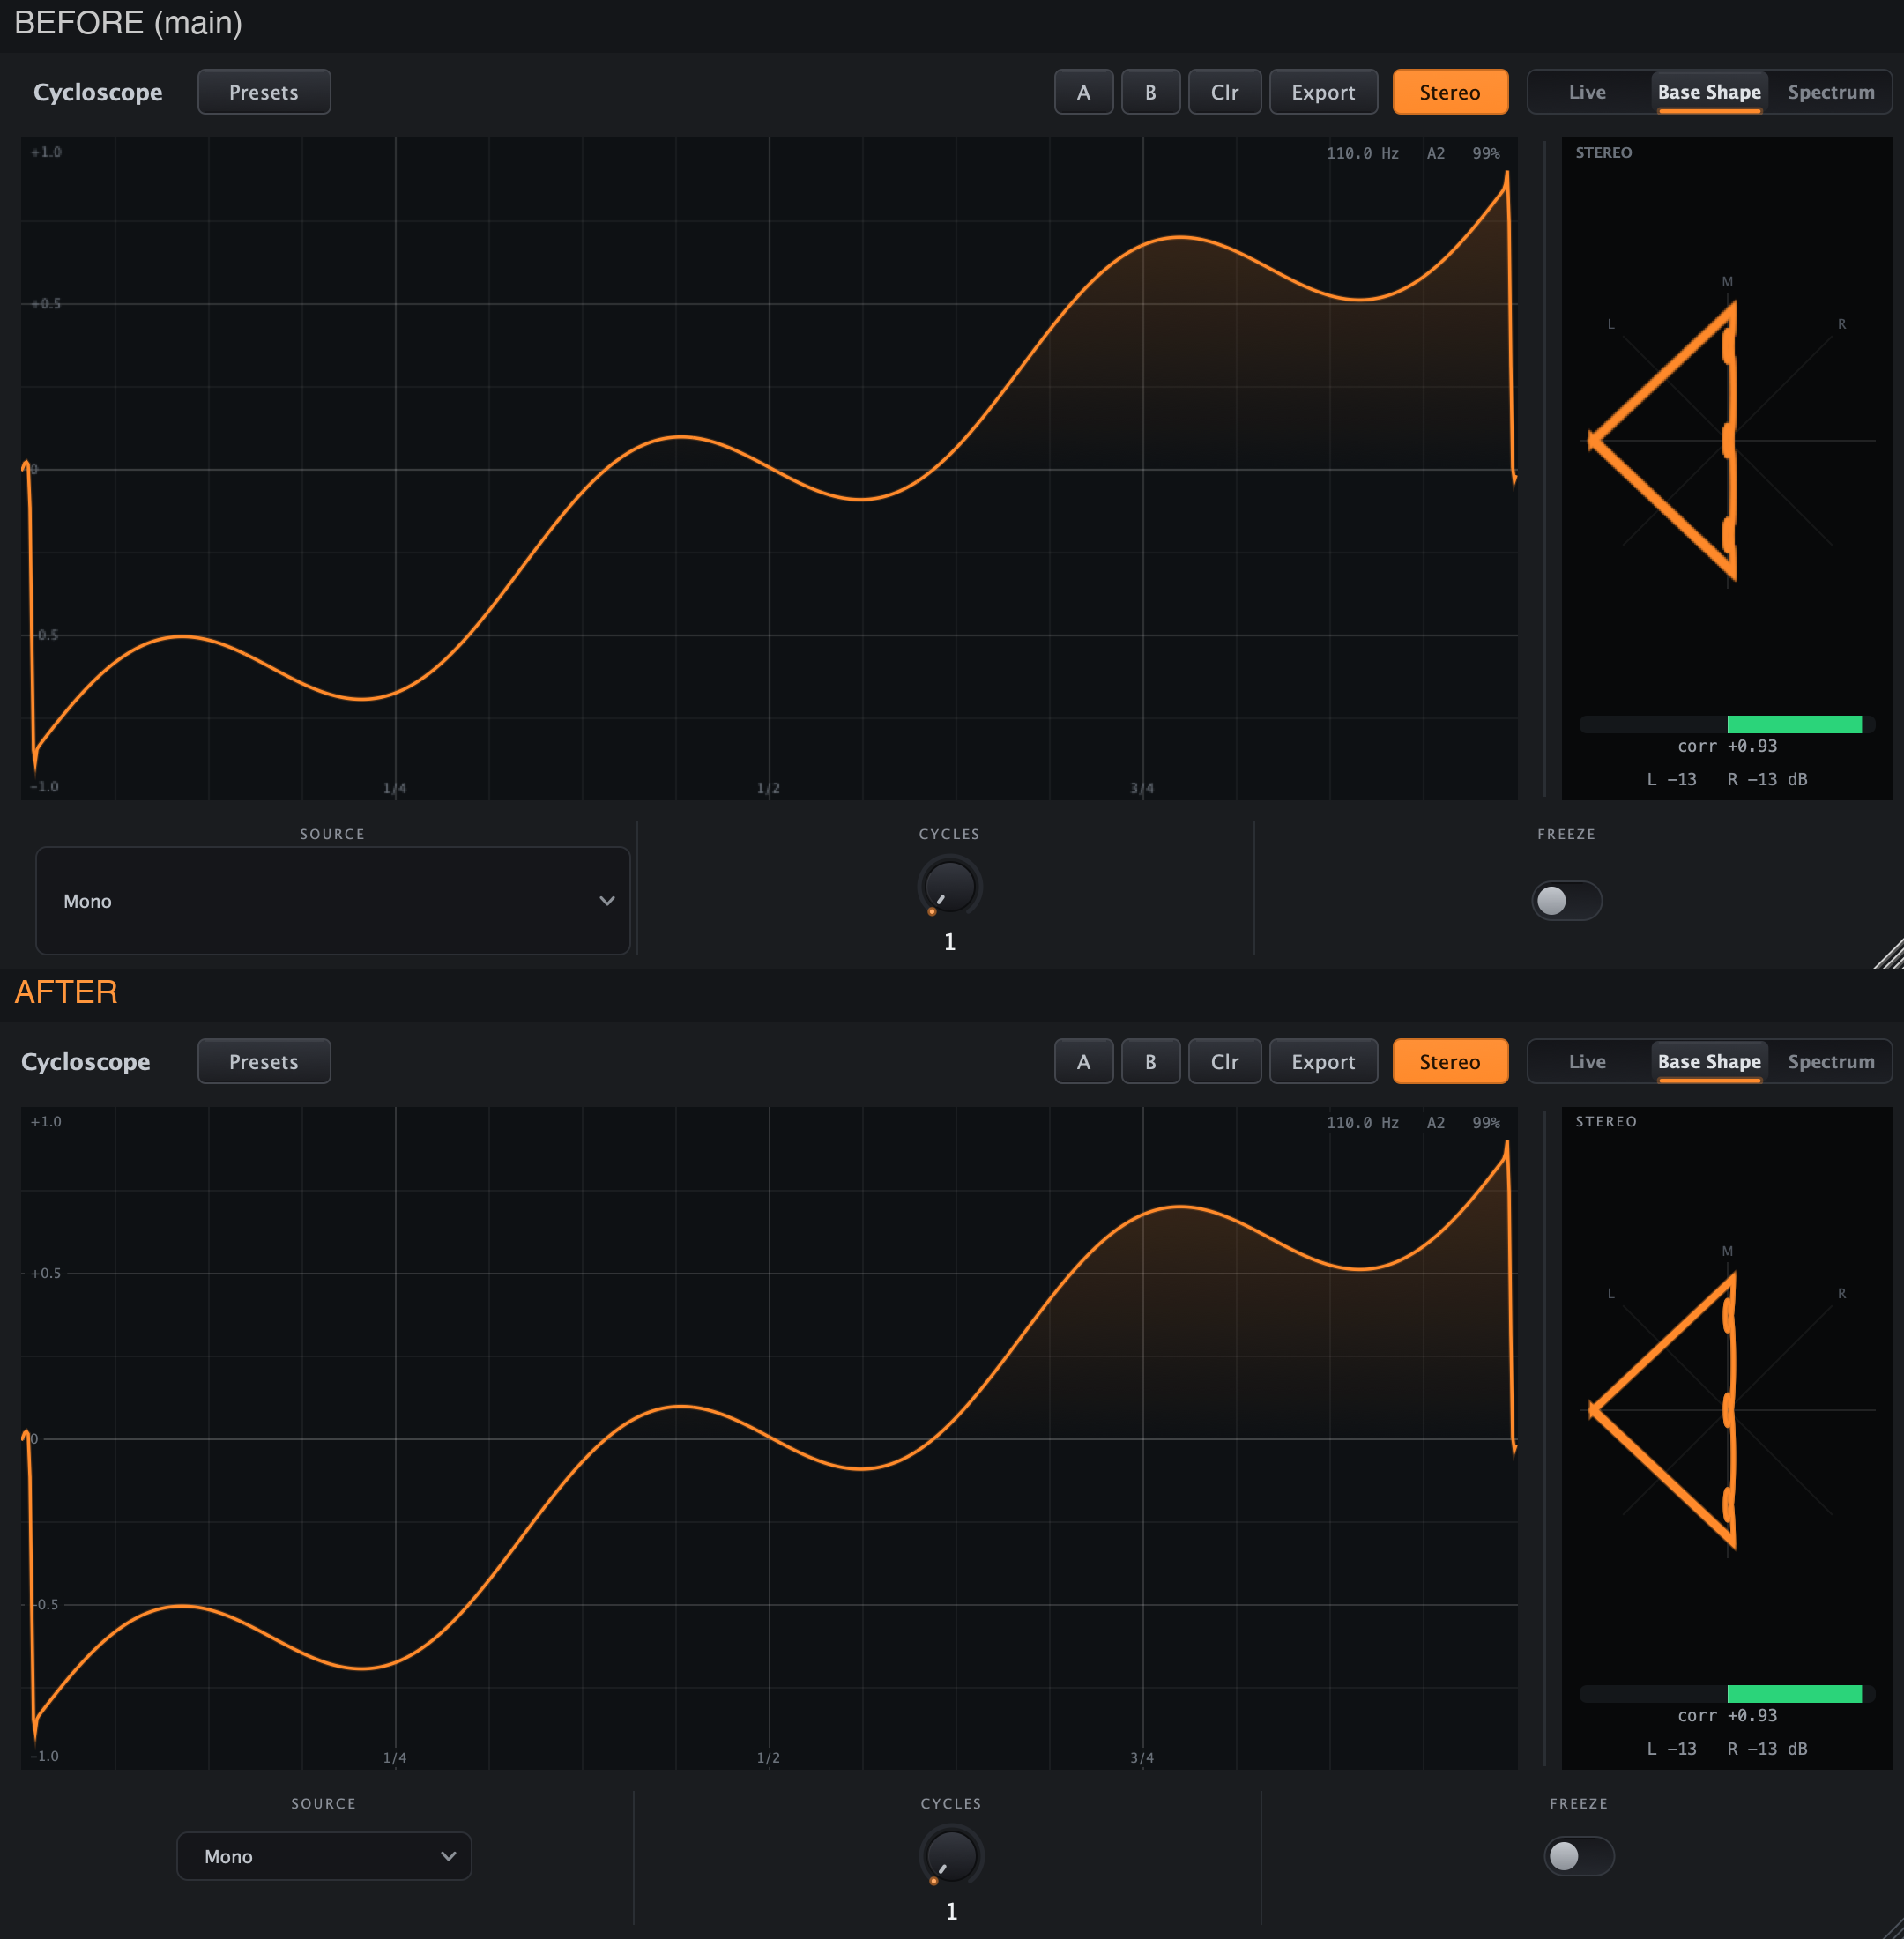 BEFORE (main)
Cycloscope Presets A B Clr Export Stereo Live Base Shape Spectrum
+1.0 110.0 Hz A2 99% STEREO
M
+0.5 L R
0
-0.5
corr +0.93
L -13 R -13 dB
-1.0 1/4 1/2 3/4
SOURCE CYCLES FREEZE
Mono
1
AFTER
Cycloscope Presets A B Clr Export Stereo Live Base Shape Spectrum
+1.0 110.0 Hz A2 99% STEREO
M
+0.5 L R
0
-0.5
corr +0.93
L -13 R -13 dB
-1.0 1/4 1/2 3/4
SOURCE CYCLES FREEZE
Mono
1